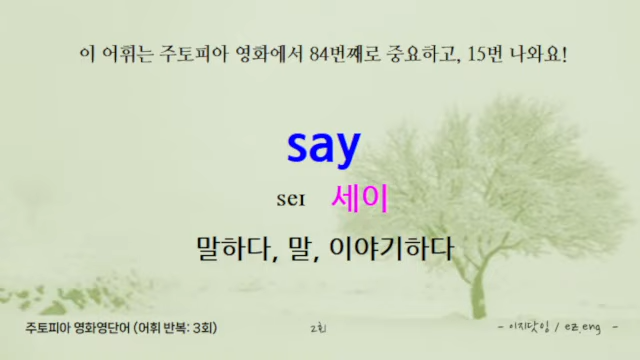 이 어휘는 주토피아 영화에서 84번째로 중요하고, 15번 나와요!
say
seɪ 세이
말하다, 말, 이야기하다
주토피아 영화영단어 (어휘 반복: 3회) 2회 - 이지닷잉 / ez.eng -